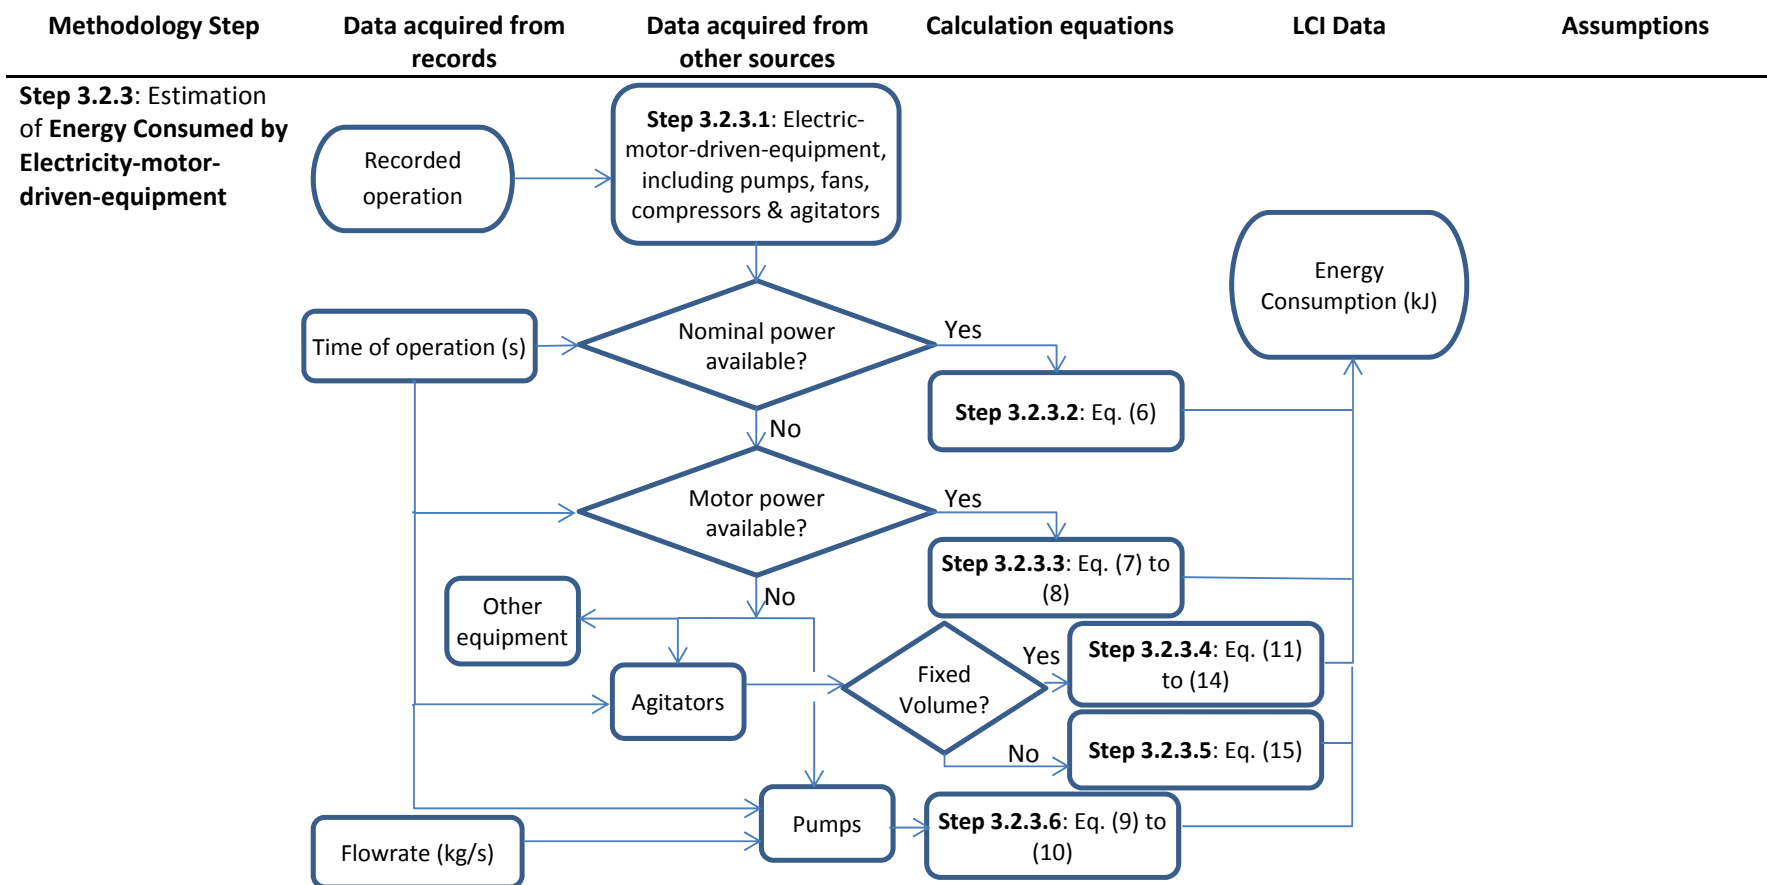 Methodology Step
Data acquired from
records
Data acquired from
other sources
Calculation equations
LCI Data
Assumptions
Step 3.2.3: Estimation
of Energy Consumed by
Electricity-motor-
driven-equipment
Recorded
operation
Step 3.2.3.1: Electric-
motor-driven-equipment,
including pumps, fans,
compressors & agitators
Energy
Consumption (kJ)
Time of operation (s)
Nominal power
available?
Yes
Step 3.2.3.2: Eq. (6)
No
Motor power
available?
Yes
Step 3.2.3.3: Eq. (7) to
(8)
No
Other
equipment
Agitators
Fixed
Volume?
Yes
Step 3.2.3.4: Eq. (11)
to (14)
No
Step 3.2.3.5: Eq. (15)
Pumps
Step 3.2.3.6: Eq. (9) to
(10)
Flowrate (kg/s)